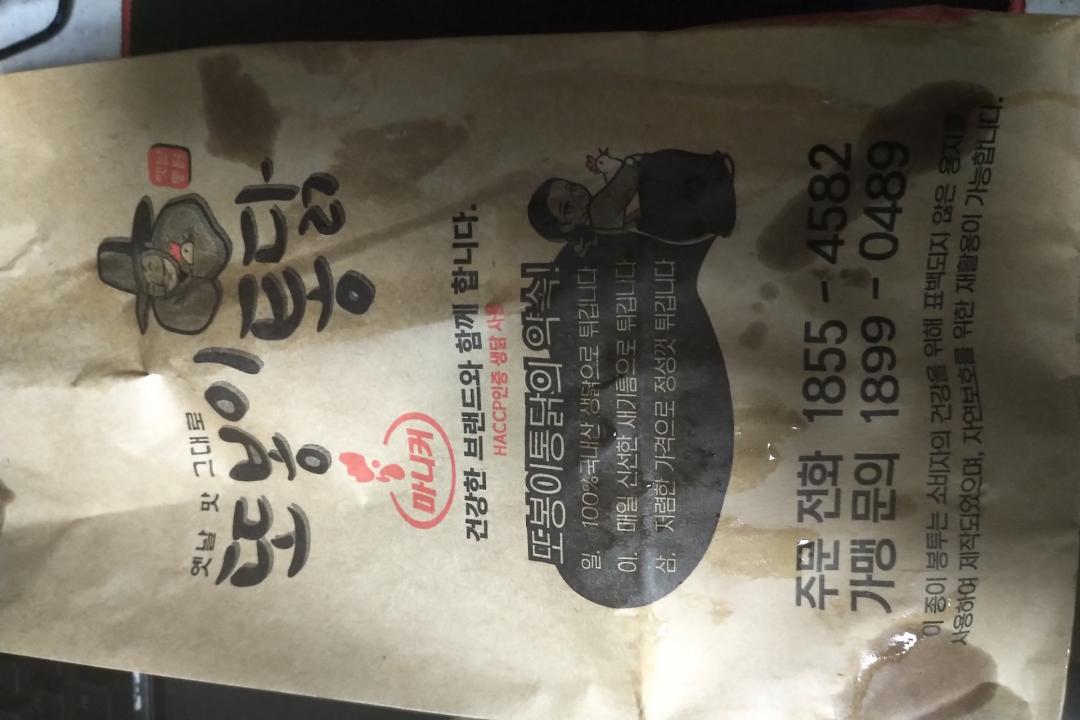 옛날 맛 그대로
또봉이통닭
마니커
건강한 브랜드와 함께 합니다.
HACCP인증 생닭 사용
또봉이통닭의 약속!
일. 100%국내산 생닭으로 튀깁니다
이. 매일 신선한 새기름으로 튀깁니다
삼. 저렴한 가격으로 정성껏 튀깁니다
주문 전화 1855 - 4582
가맹 문의 1899 - 0489
이 종이 봉투는 소비자의 건강을 위해 표백되지 않은 용지를
사용하여 제작되었으며, 자연보호를 위한 재활용이 가능합니다.